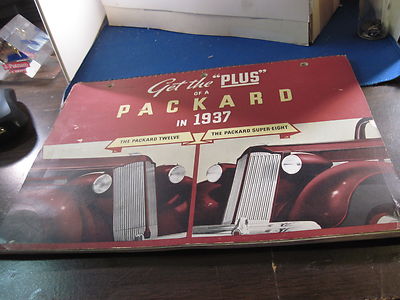 Get the "PLUS"
OF A
PACKARD
IN 1937
THE PACKARD TWELVE
THE PACKARD SUPER-EIGHT